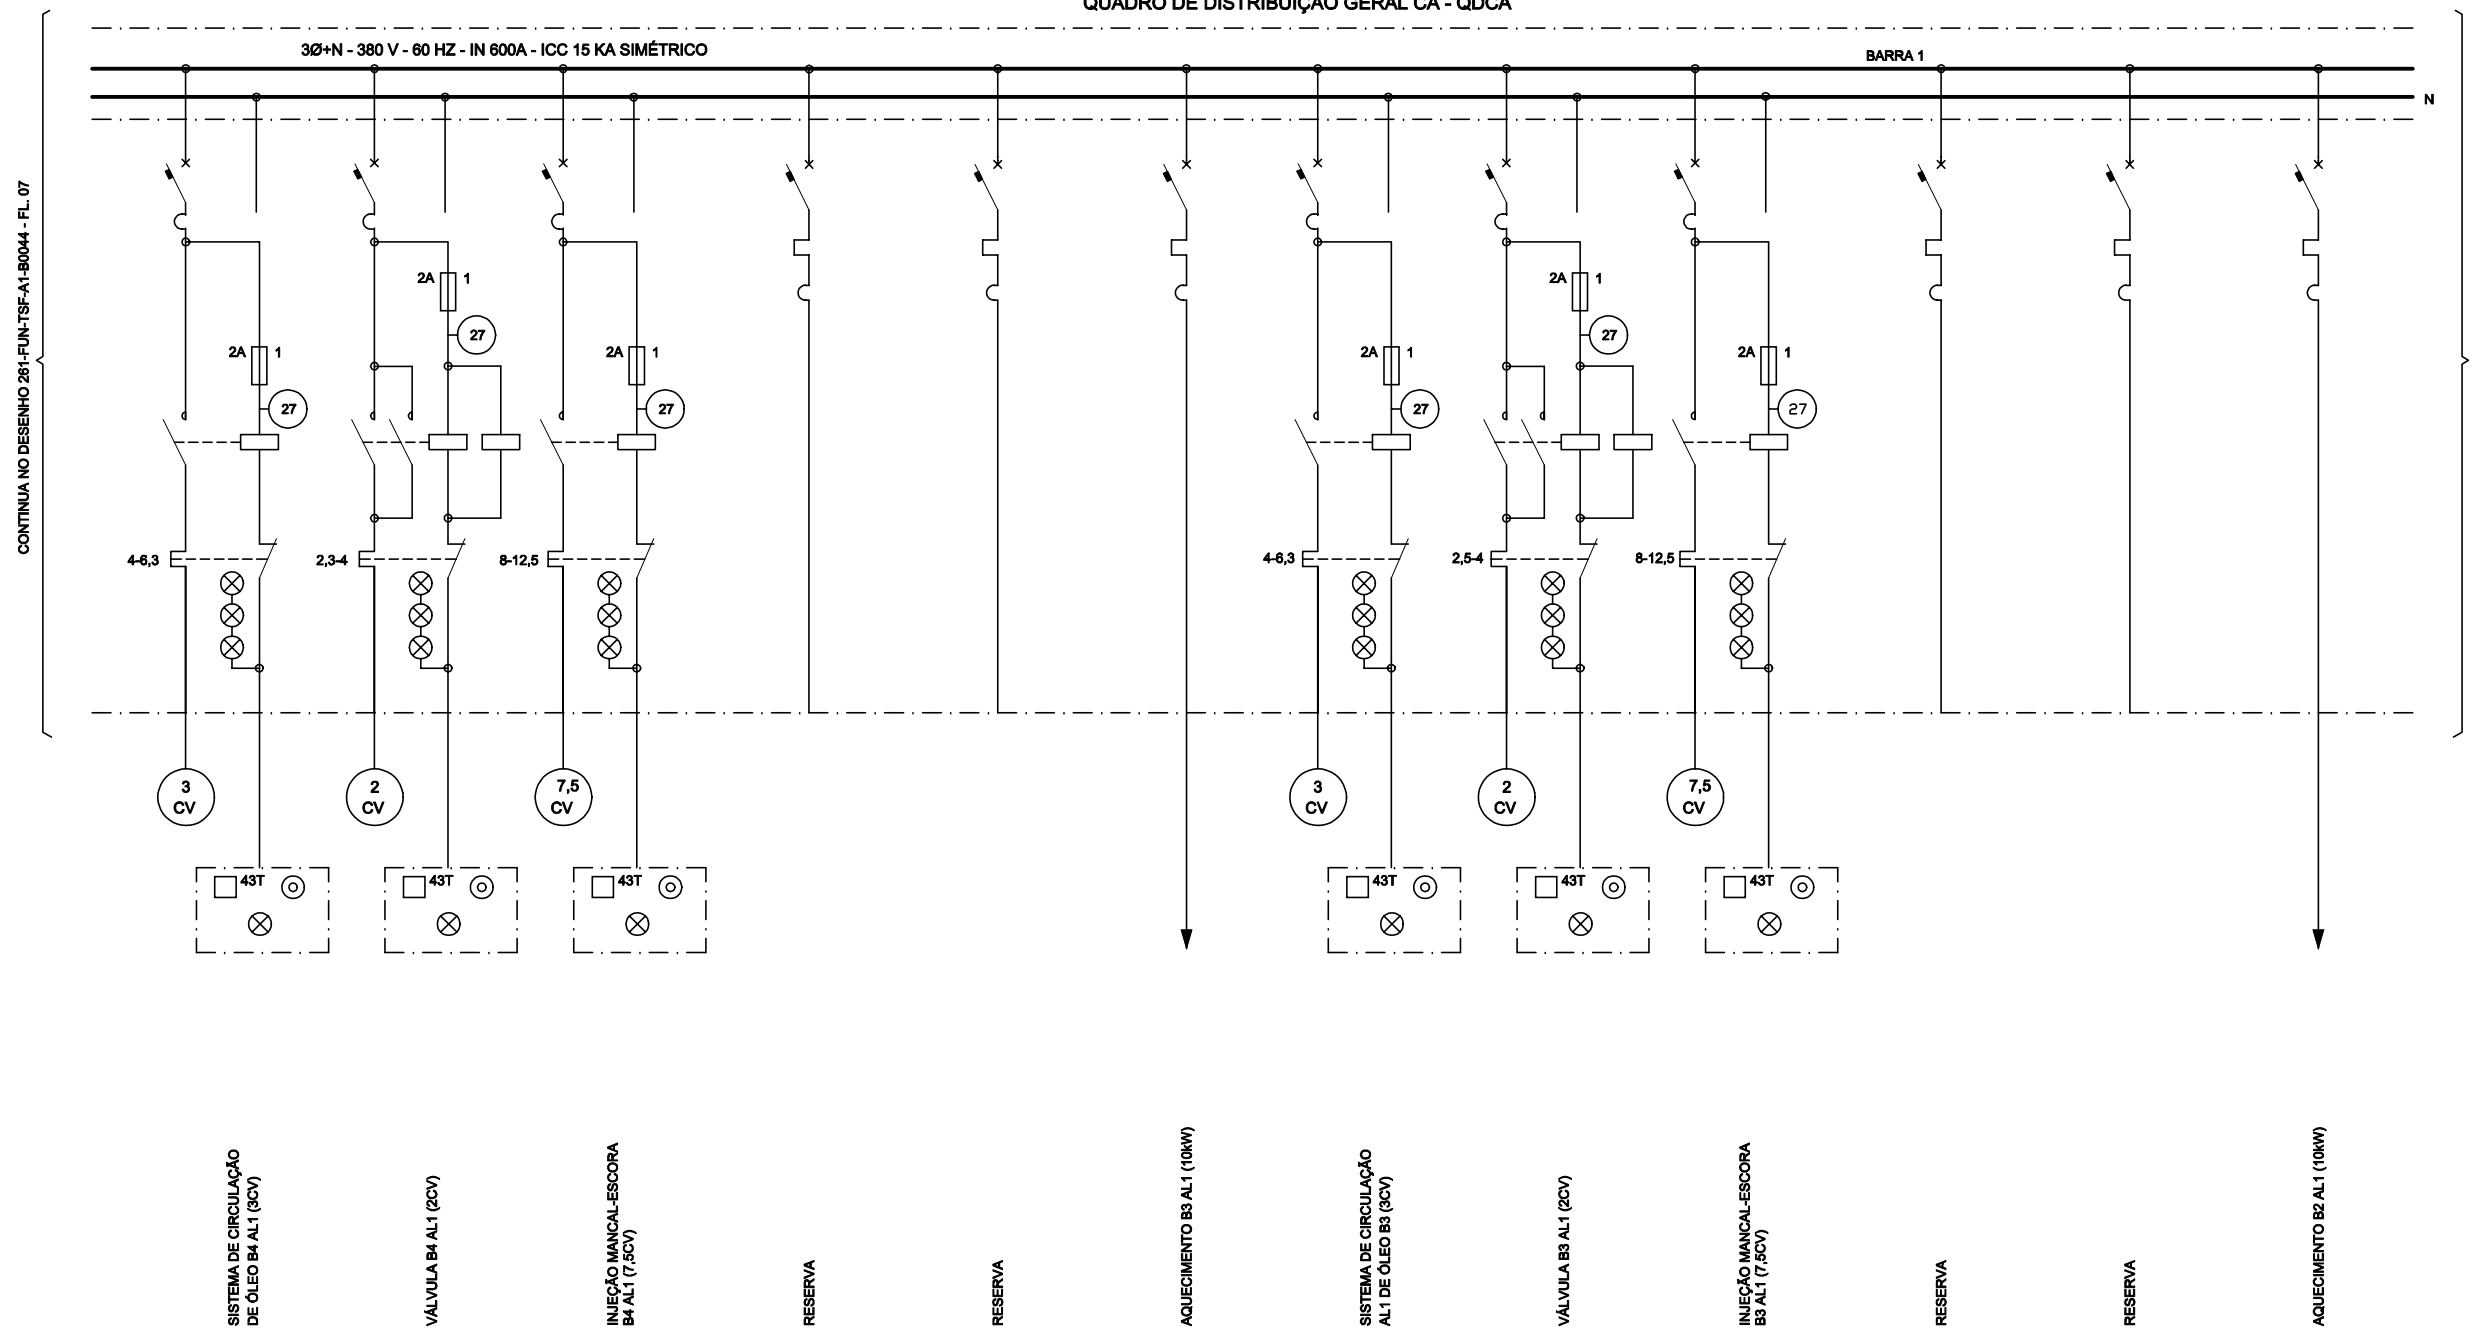 QUADRO DE DISTRIBUIÇÃO GERAL CA - QDCA
3Ø+N - 380 V - 60 HZ - IN 600A - ICC 15 KA SIMÉTRICO
BARRA 1
N
CONTINUA NO DESENHO 261-FUN-TSF-A1-B0044 - FL. 07
2A 1
27
2A 1
27
2A 1
27
2A 1
27
2A 1
27
2A 1
27
4-6,3
2,3-4
8-12,5
4-6,3
2,5-4
8-12,5
3
CV
2
CV
7,5
CV
3
CV
2
CV
7,5
CV
43T
43T
43T
43T
43T
43T
SISTEMA DE CIRCULAÇÃO
DE ÓLEO B4 AL1 (3CV)
VÁLVULA B4 AL1 (2CV)
INJEÇÃO MANCAL-ESCORA
B4 AL1 (7,5CV)
RESERVA
RESERVA
AQUECIMENTO B3 AL1 (10kW)
SISTEMA DE CIRCULAÇÃO
AL1 DE ÓLEO B3 (3CV)
VÁLVULA B3 AL1 (2CV)
INJEÇÃO MANCAL-ESCORA
B3 AL1 (7,5CV)
RESERVA
RESERVA
AQUECIMENTO B2 AL1 (10kW)